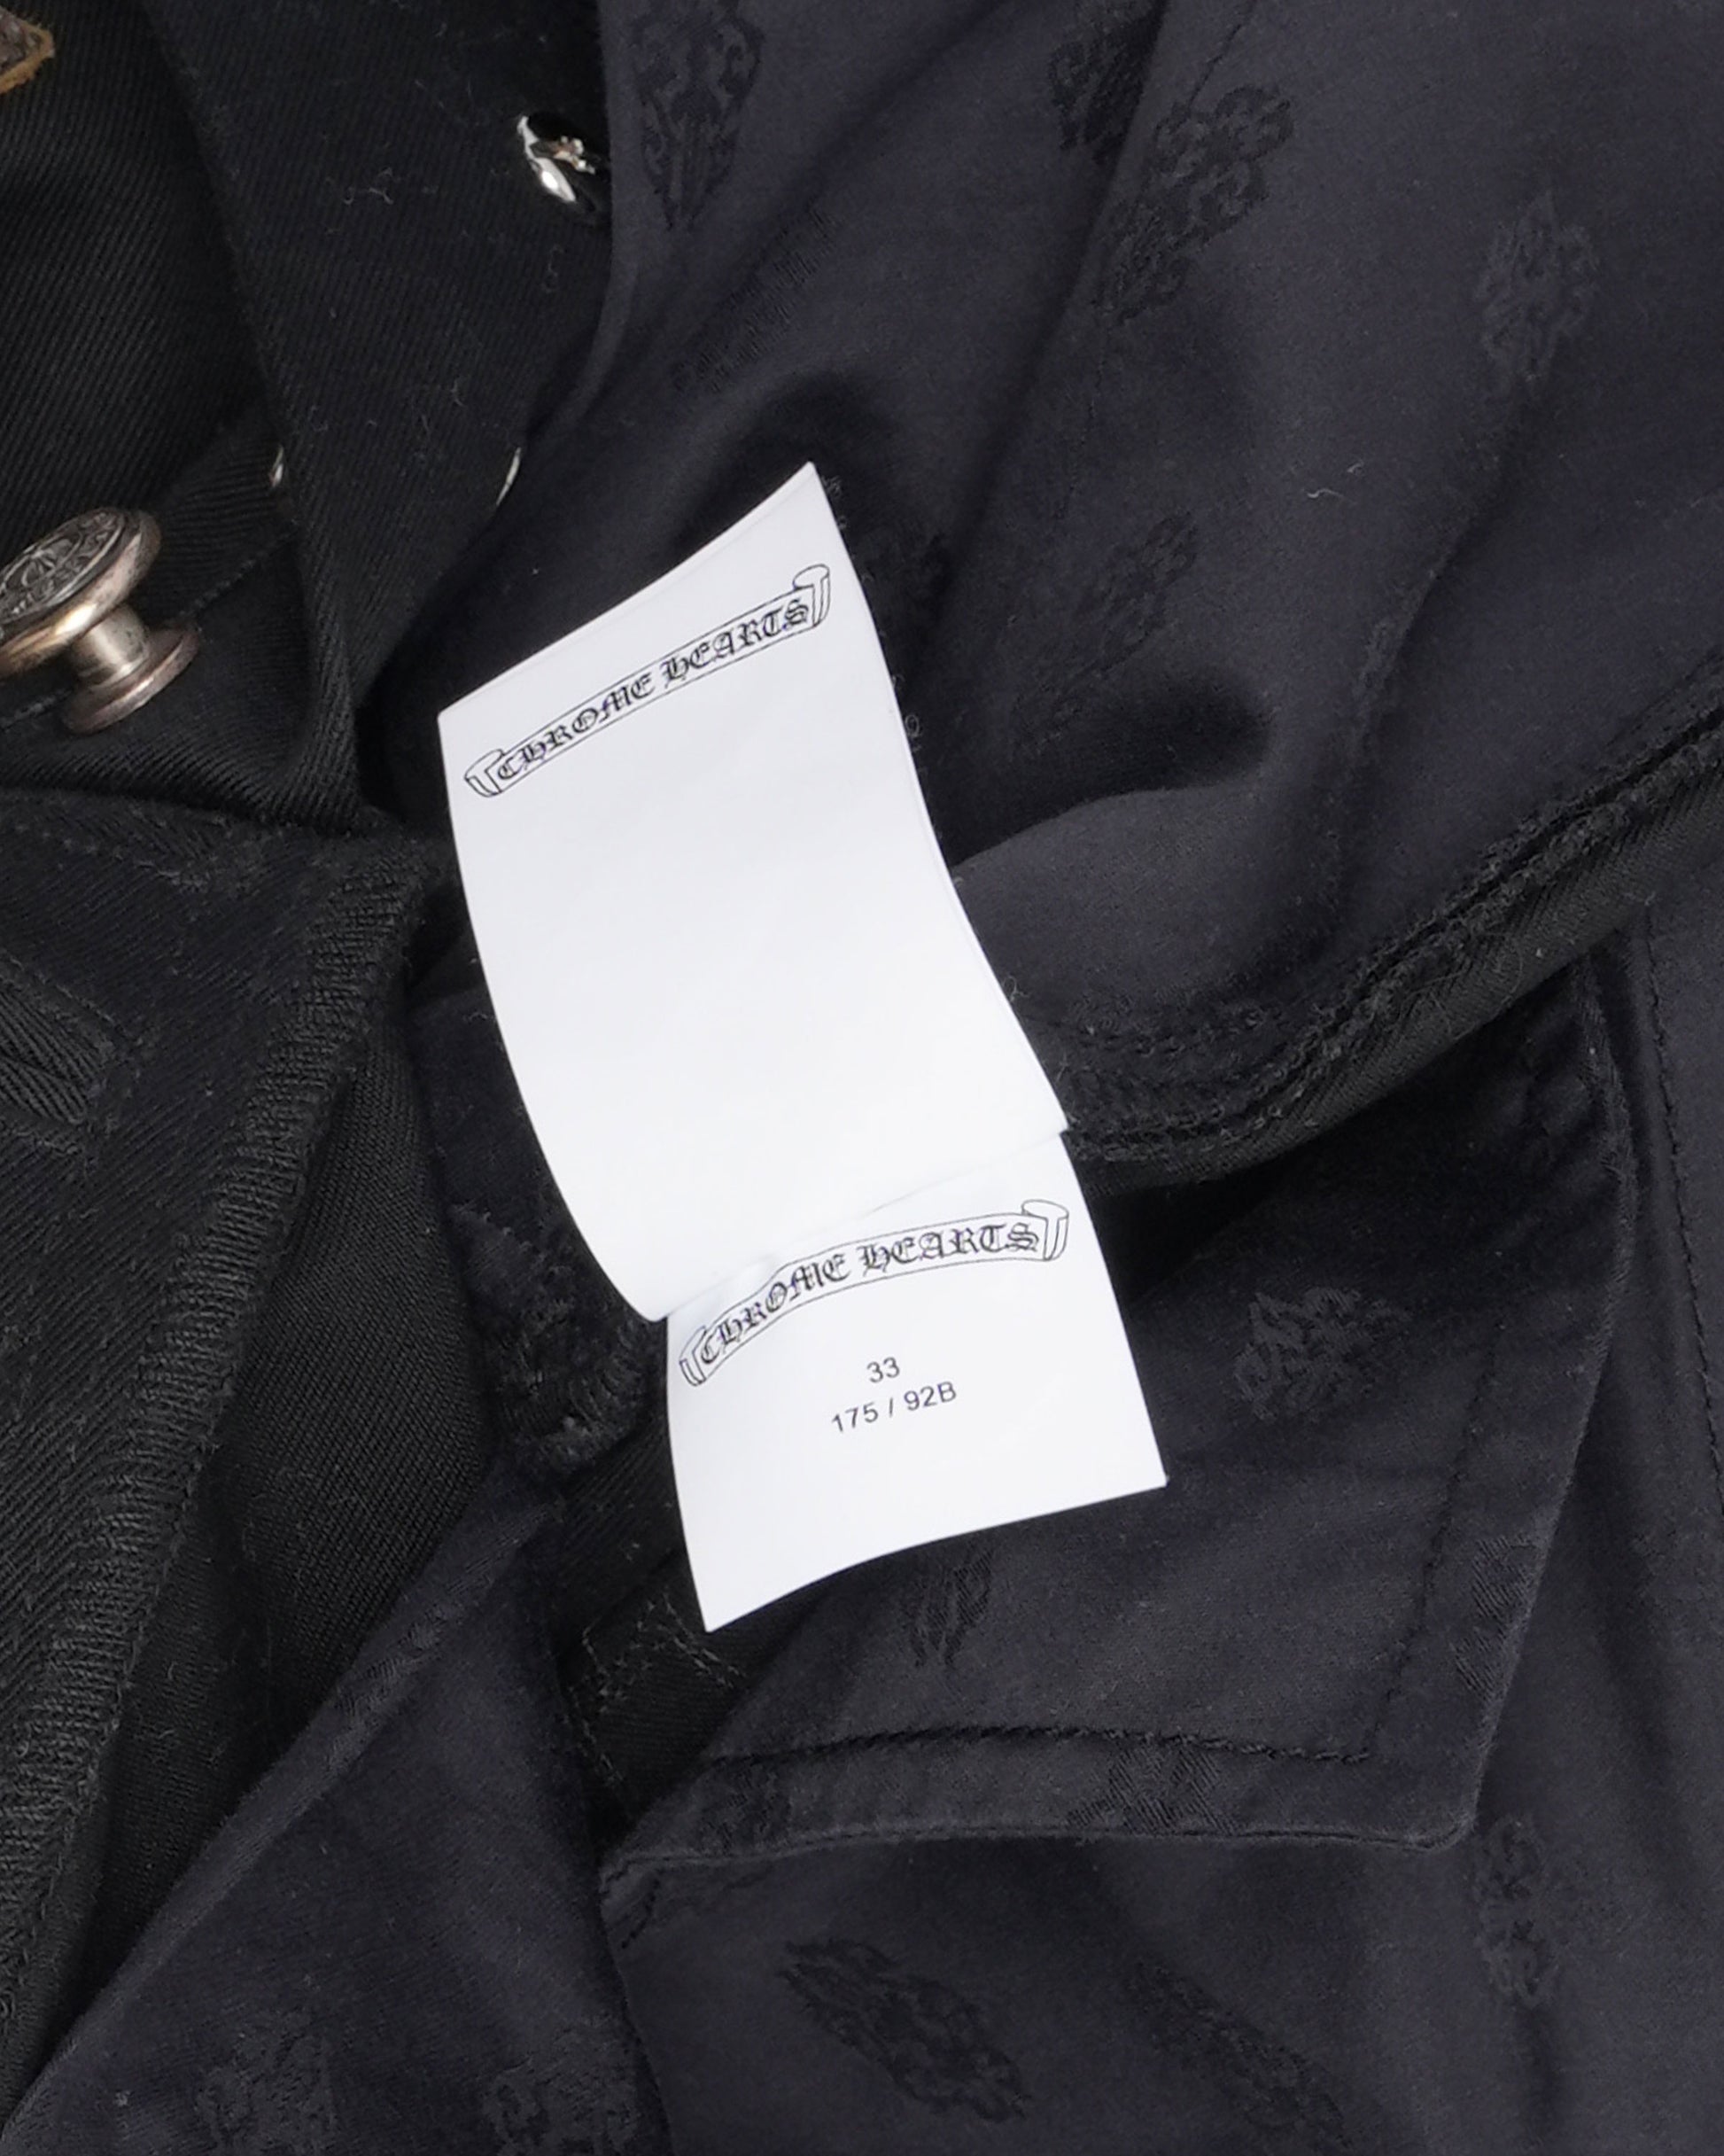 CHROME HEARTS
CHROME HEARTS
33
175 / 92B